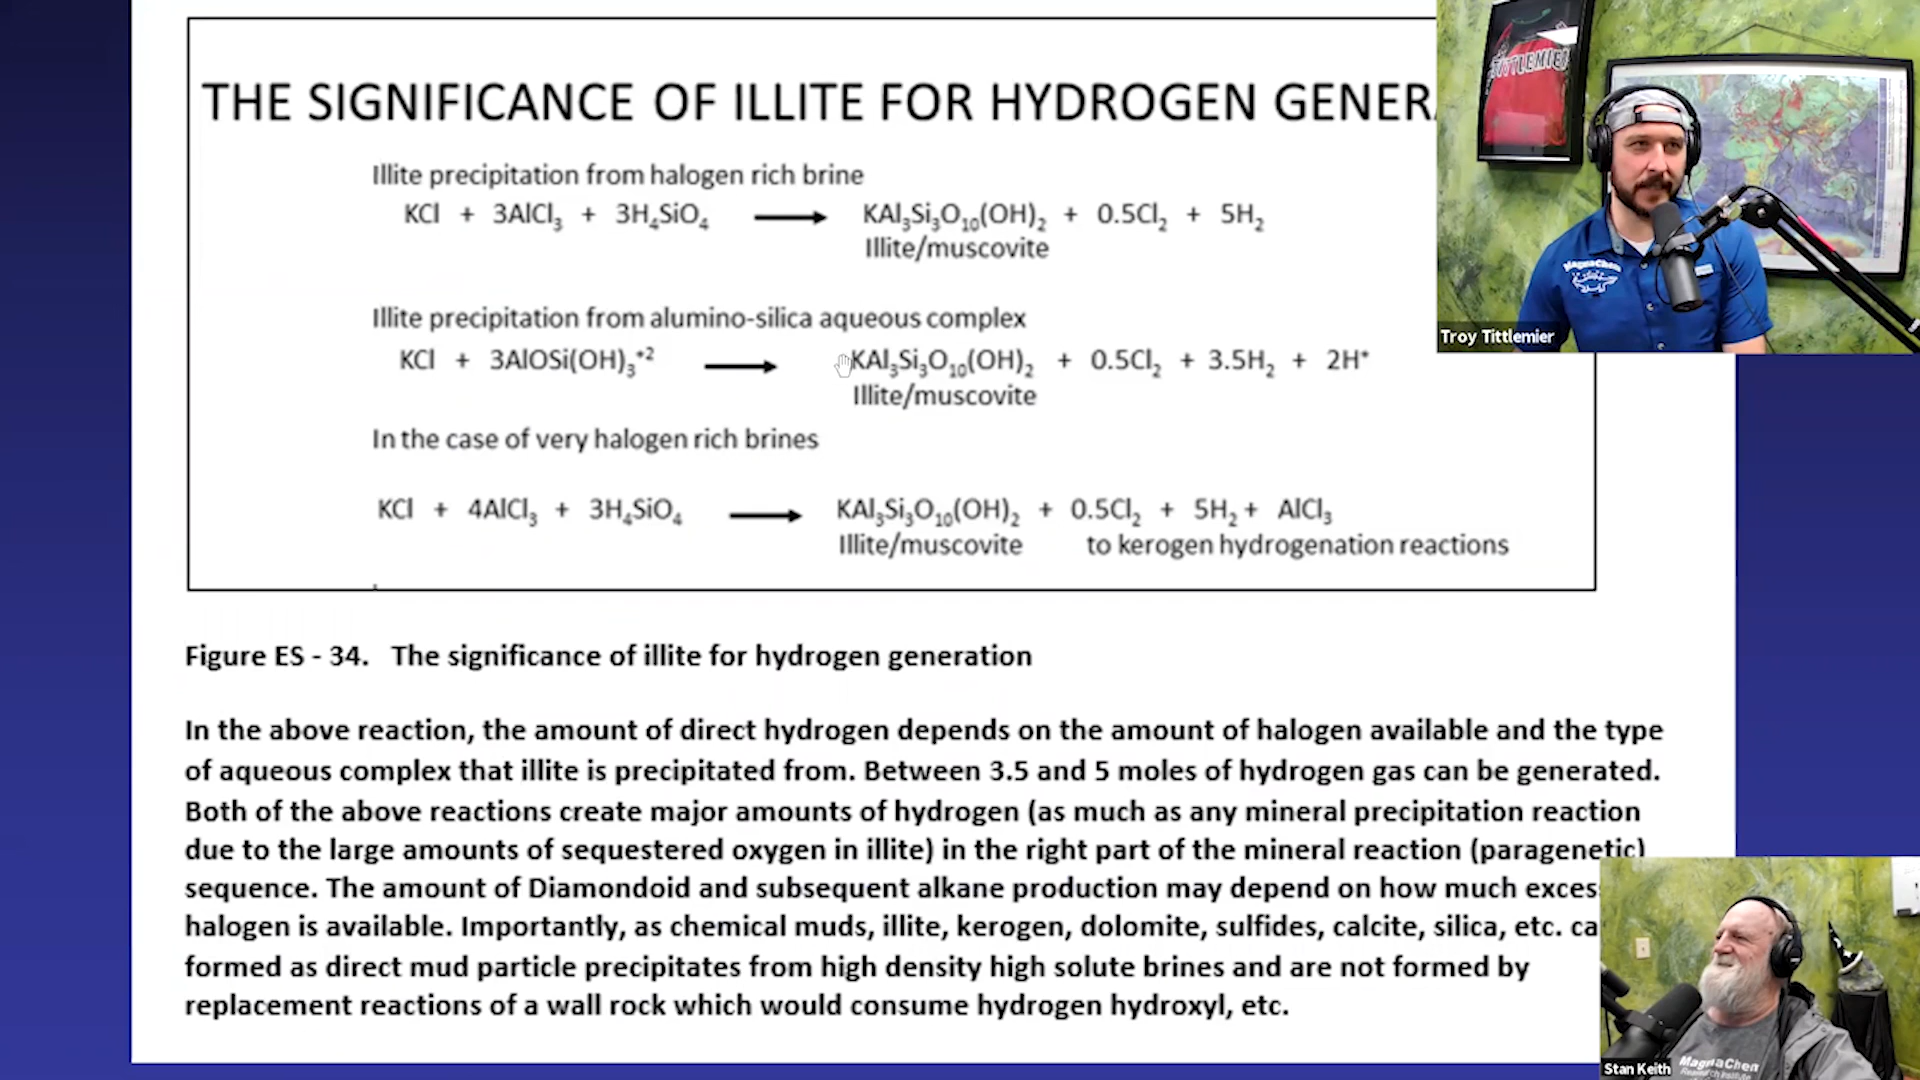 THE SIGNIFICANCE OF ILLITE FOR HYDROGEN GENER
Illite precipitation from halogen rich brine
KCl + 3AlCl₃ + 3H₄SiO₄ ⟶ KAl₃Si₃O₁₀(OH)₂ + 0.5Cl₂ + 5H₂
Illite/muscovite
Illite precipitation from alumino-silica aqueous complex
KCl + 3AlOSi(OH)₃⁺² ⟶ KAl₃Si₃O₁₀(OH)₂ + 0.5Cl₂ + 3.5H₂ + 2H⁺
Illite/muscovite
In the case of very halogen rich brines
KCl + 4AlCl₃ + 3H₄SiO₄ ⟶ KAl₃Si₃O₁₀(OH)₂ + 0.5Cl₂ + 5H₂ + AlCl₃
Illite/muscovite to kerogen hydrogenation reactions
Figure ES - 34. The significance of illite for hydrogen generation
In the above reaction, the amount of direct hydrogen depends on the amount of halogen available and the type
of aqueous complex that illite is precipitated from. Between 3.5 and 5 moles of hydrogen gas can be generated.
Both of the above reactions create major amounts of hydrogen (as much as any mineral precipitation reaction
due to the large amounts of sequestered oxygen in illite) in the right part of the mineral reaction (paragenetic)
sequence. The amount of Diamondoid and subsequent alkane production may depend on how much exces
halogen is available. Importantly, as chemical muds, illite, kerogen, dolomite, sulfides, calcite, silica, etc. ca
formed as direct mud particle precipitates from high density high solute brines and are not formed by
replacement reactions of a wall rock which would consume hydrogen hydroxyl, etc.
TITTLEMIER
MagmaChem
Troy Tittlemier
MagmaChem
Research Institute
Stan Keith